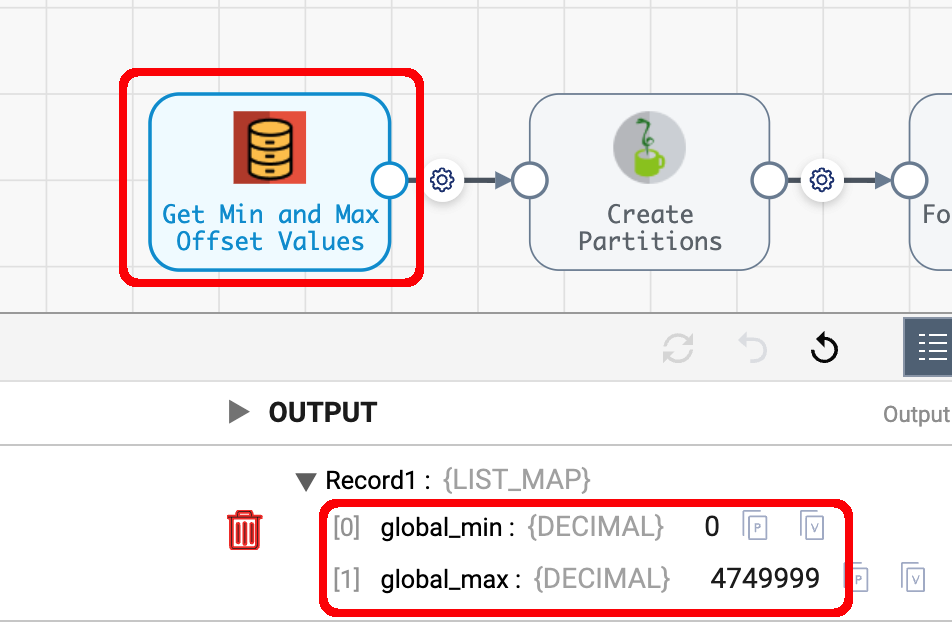 Get Min and Max
Offset Values
Create
Partitions
Fo
OUTPUT
Output
Record1 : {LIST_MAP}
[0] global_min : {DECIMAL} 0 P V
[1] global_max : {DECIMAL} 4749999 P V